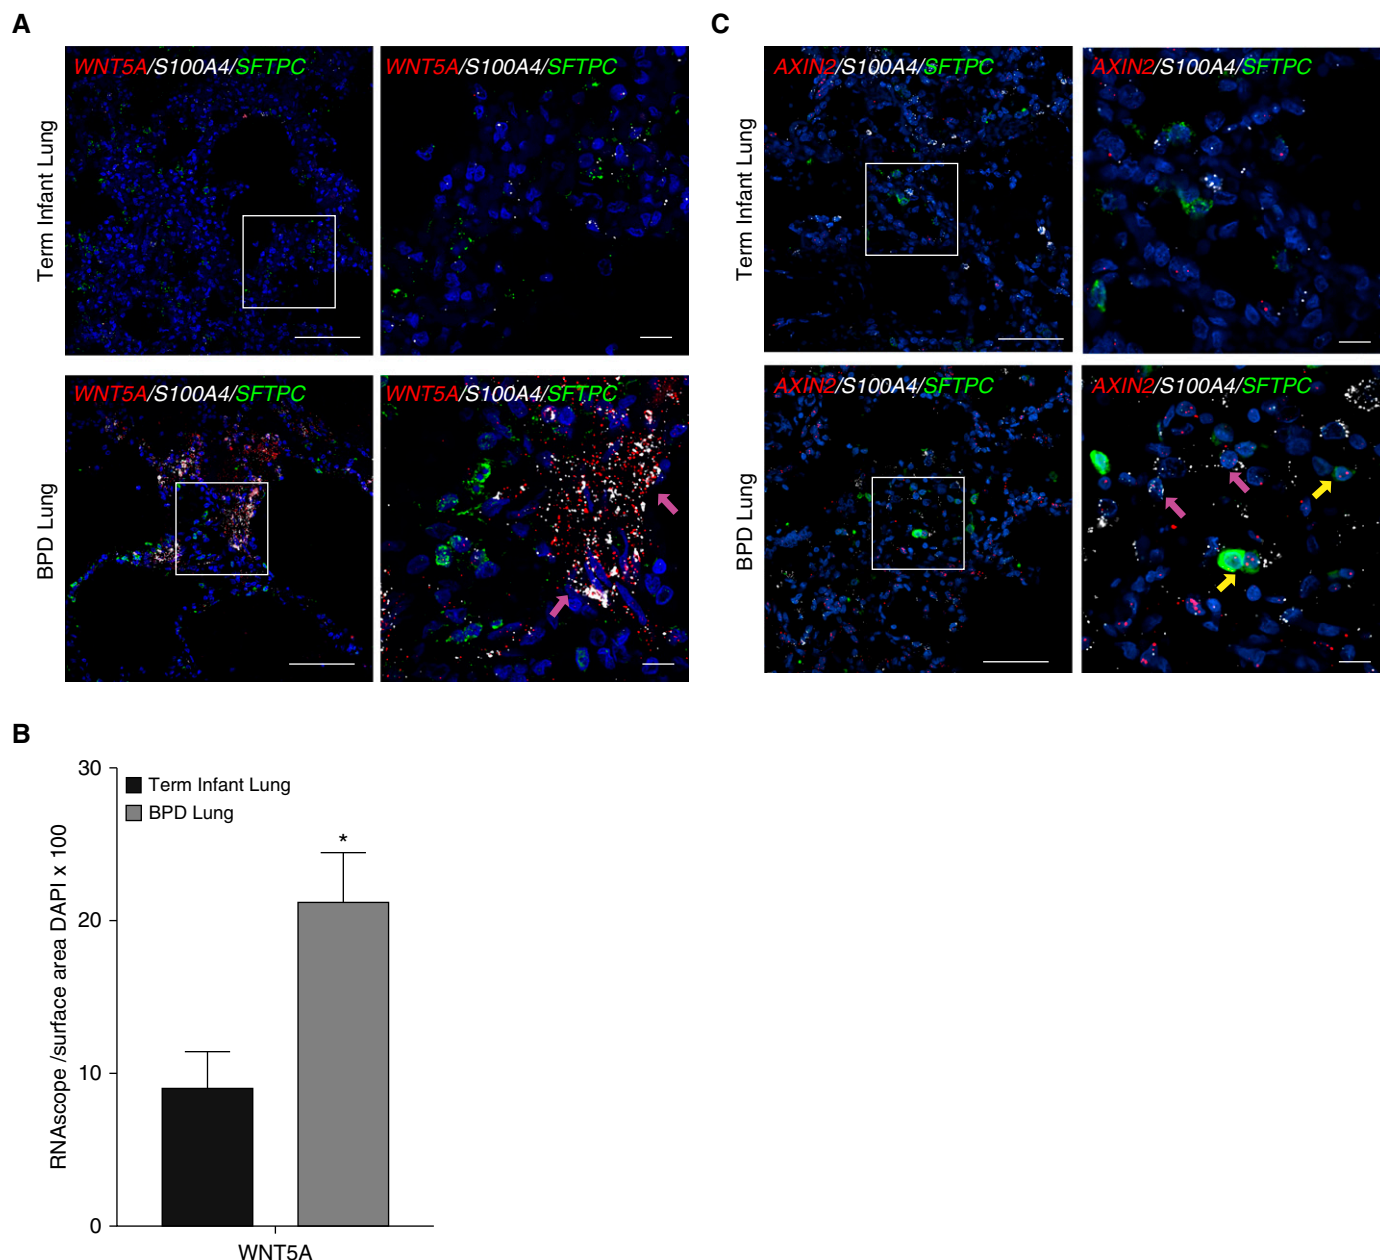 A
WNT5A/S100A4/SFTPC
WNT5A/S100A4/SFTPC
Term Infant Lung
WNT5A/S100A4/SFTPC
WNT5A/S100A4/SFTPC
BPD Lung
C
AXIN2/S100A4/SFTPC
AXIN2/S100A4/SFTPC
Term Infant Lung
AXIN2/S100A4/SFTPC
AXIN2/S100A4/SFTPC
BPD Lung
B
30
20
10
0
RNAscope /surface area DAPI x 100
Term Infant Lung
BPD Lung
*
WNT5A